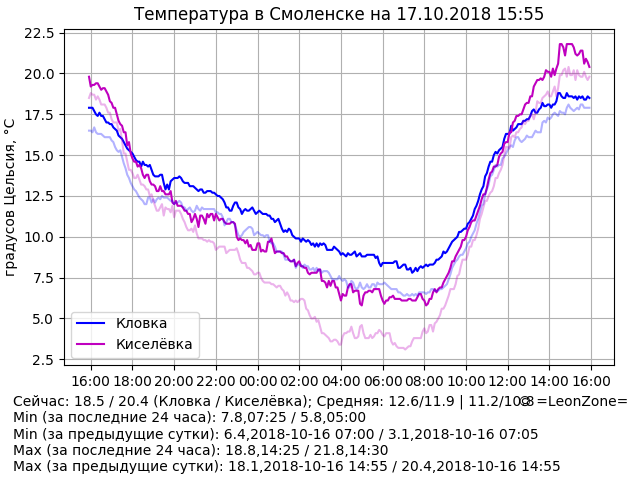 Температура в Смоленске на 17.10.2018 15:55
22.5
20.0
17.5
15.0
12.5
10.0
7.5
5.0
2.5
градусов Цельсия, °C
Кловка
Киселёвка
16:00 18:00 20:00 22:00 00:00 02:00 04:00 06:00 08:00 10:00 12:00 14:00 16:00
Сейчас: 18.5 / 20.4 (Кловка / Киселёвка); Средняя: 12.6/11.9 | 11.2/10.8 © =LeonZone=
Min (за последние 24 часа): 7.8,07:25 / 5.8,05:00
Min (за предыдущие сутки): 6.4,2018-10-16 07:00 / 3.1,2018-10-16 07:05
Max (за последние 24 часа): 18.8,14:25 / 21.8,14:30
Max (за предыдущие сутки): 18.1,2018-10-16 14:55 / 20.4,2018-10-16 14:55